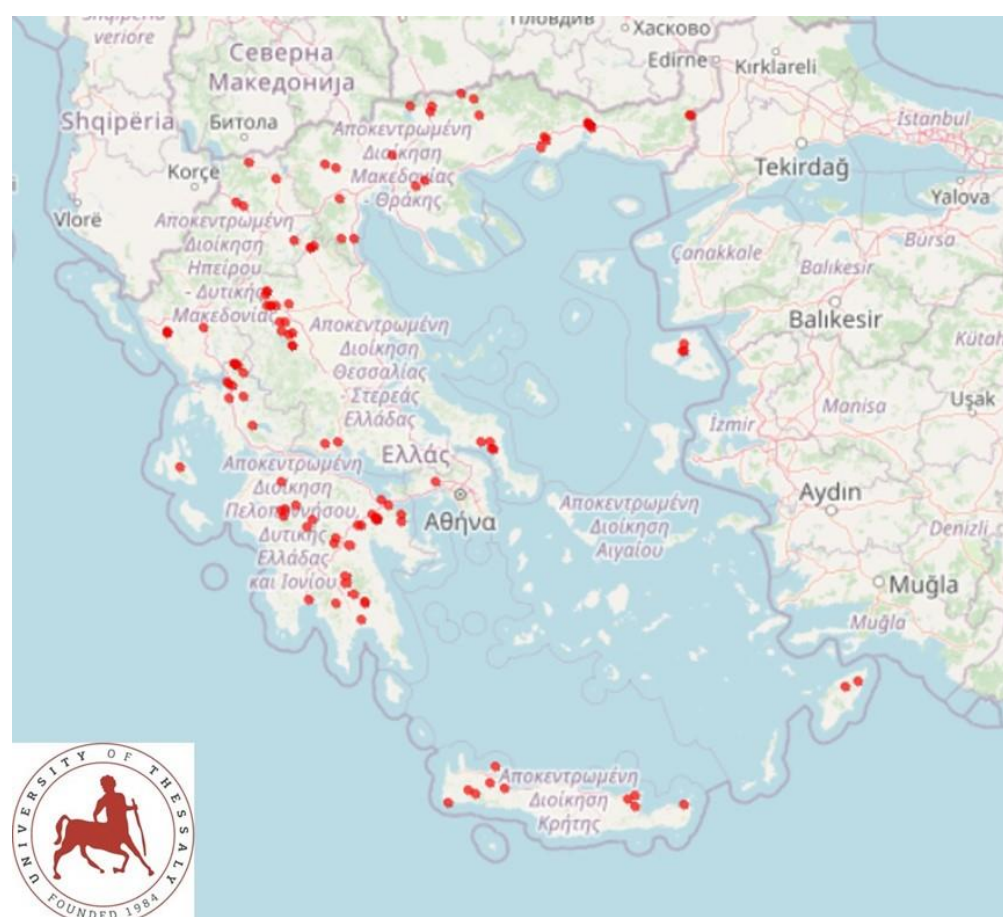 Пловдив
Хасково
Shqipërisë
veriore
Северна
Македонија
Edirne
Kırklareli
Shqipëria
Битола
Αποκεντρωμένη
Διοίκηση
Μακεδονίας
- Θράκης
İstanbul
Tekirdağ
Korçë
Yalova
Vlorë
Αποκεντρωμένη
Διοίκηση
Ηπείρου
- Δυτικής
Μακεδονίας
Çanakkale
Bursa
Balıkesir
Balıkesir
Αποκεντρωμένη
Διοίκηση
Θεσσαλίας
- Στερεάς
Ελλάδας
Manisa
Uşak
İzmir
Ελλάς
Αποκεντρωμένη
Διοίκηση
Πελοποννήσου,
Δυτικής
Ελλάδας
και Ιονίου
Αθήνα
Αποκεντρωμένη
Διοίκηση
Αιγαίου
Aydın
Denizli
Muğla
Muğla
Αποκεντρωμένη
Διοίκηση
Κρήτης
UNIVERSITY OF THESSALY
FOUNDED 1984